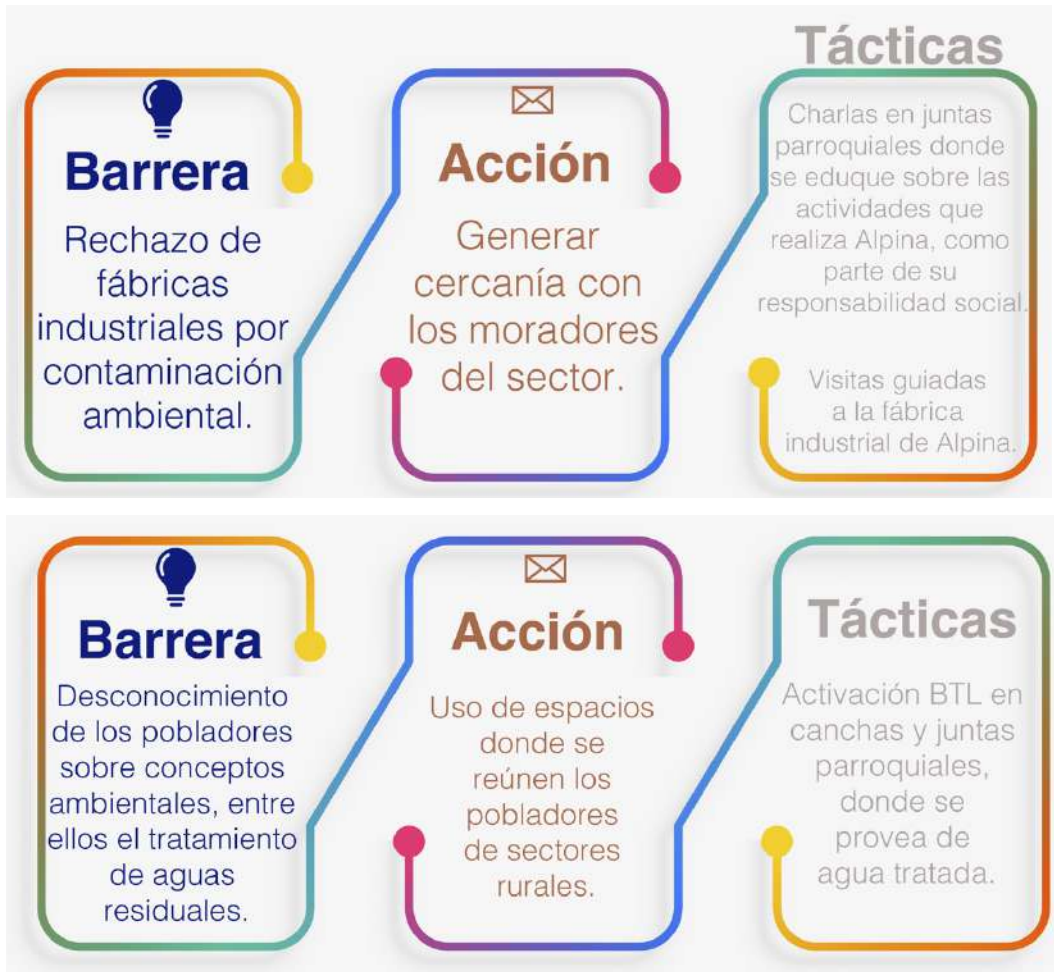 Barrera
Rechazo de
fábricas
industriales por
contaminación
ambiental.
Acción
Generar
cercanía con
los moradores
del sector.
Tácticas
Charlas en juntas
parroquiales donde
se eduque sobre las
actividades que
realiza Alpina, como
parte de su
responsabilidad social.
Visitas guiadas
a la fábrica
industrial de Alpina.
Barrera
Desconocimiento
de los pobladores
sobre conceptos
ambientales, entre
ellos el tratamiento
de aguas
residuales.
Acción
Uso de espacios
donde se
reúnen los
pobladores
de sectores
rurales.
Tácticas
Activación BTL en
canchas y juntas
parroquiales,
donde se
provea de
agua tratada.